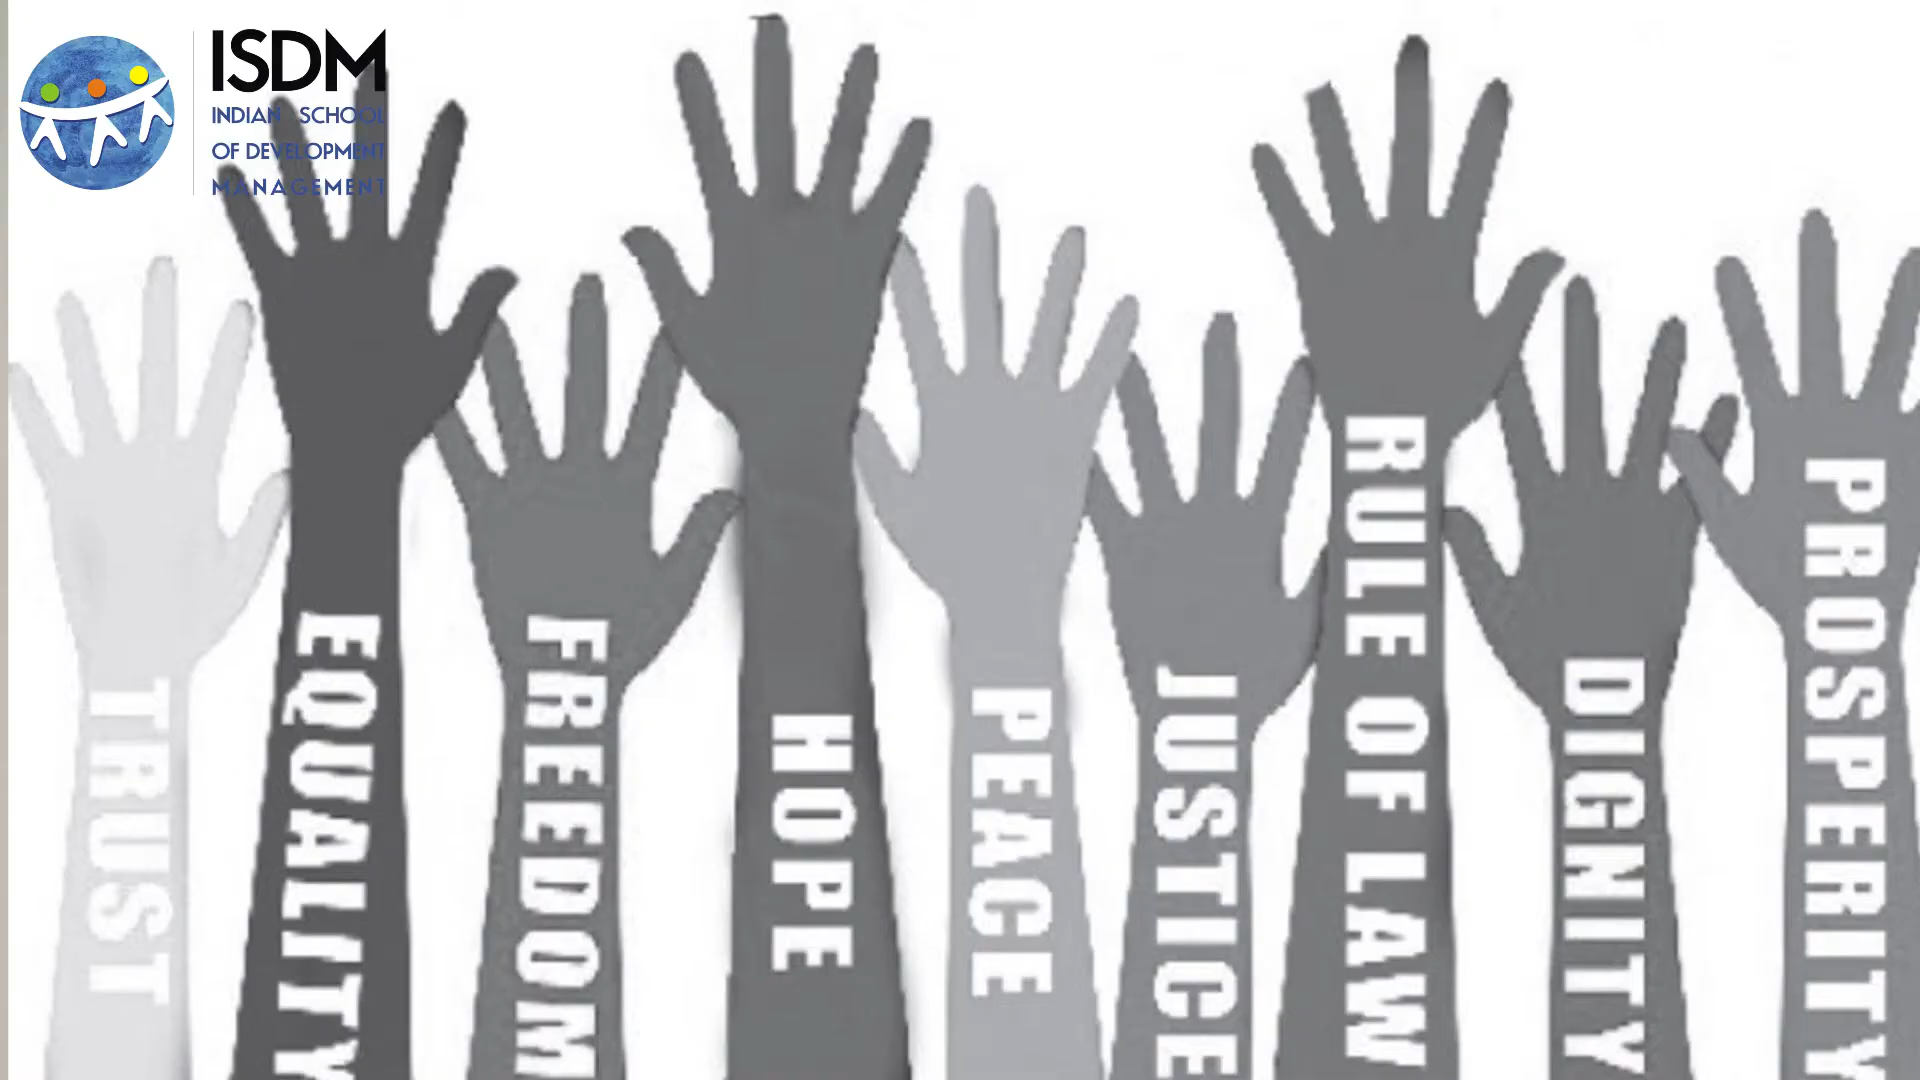 ISDM
INDIAN SCHOOL
OF DEVELOPMENT
MANAGEMENT
TRUST
EQUALITY
FREEDOM
HOPE
PEACE
JUSTICE
RULE OF LAW
DIGNITY
PROSPERITY